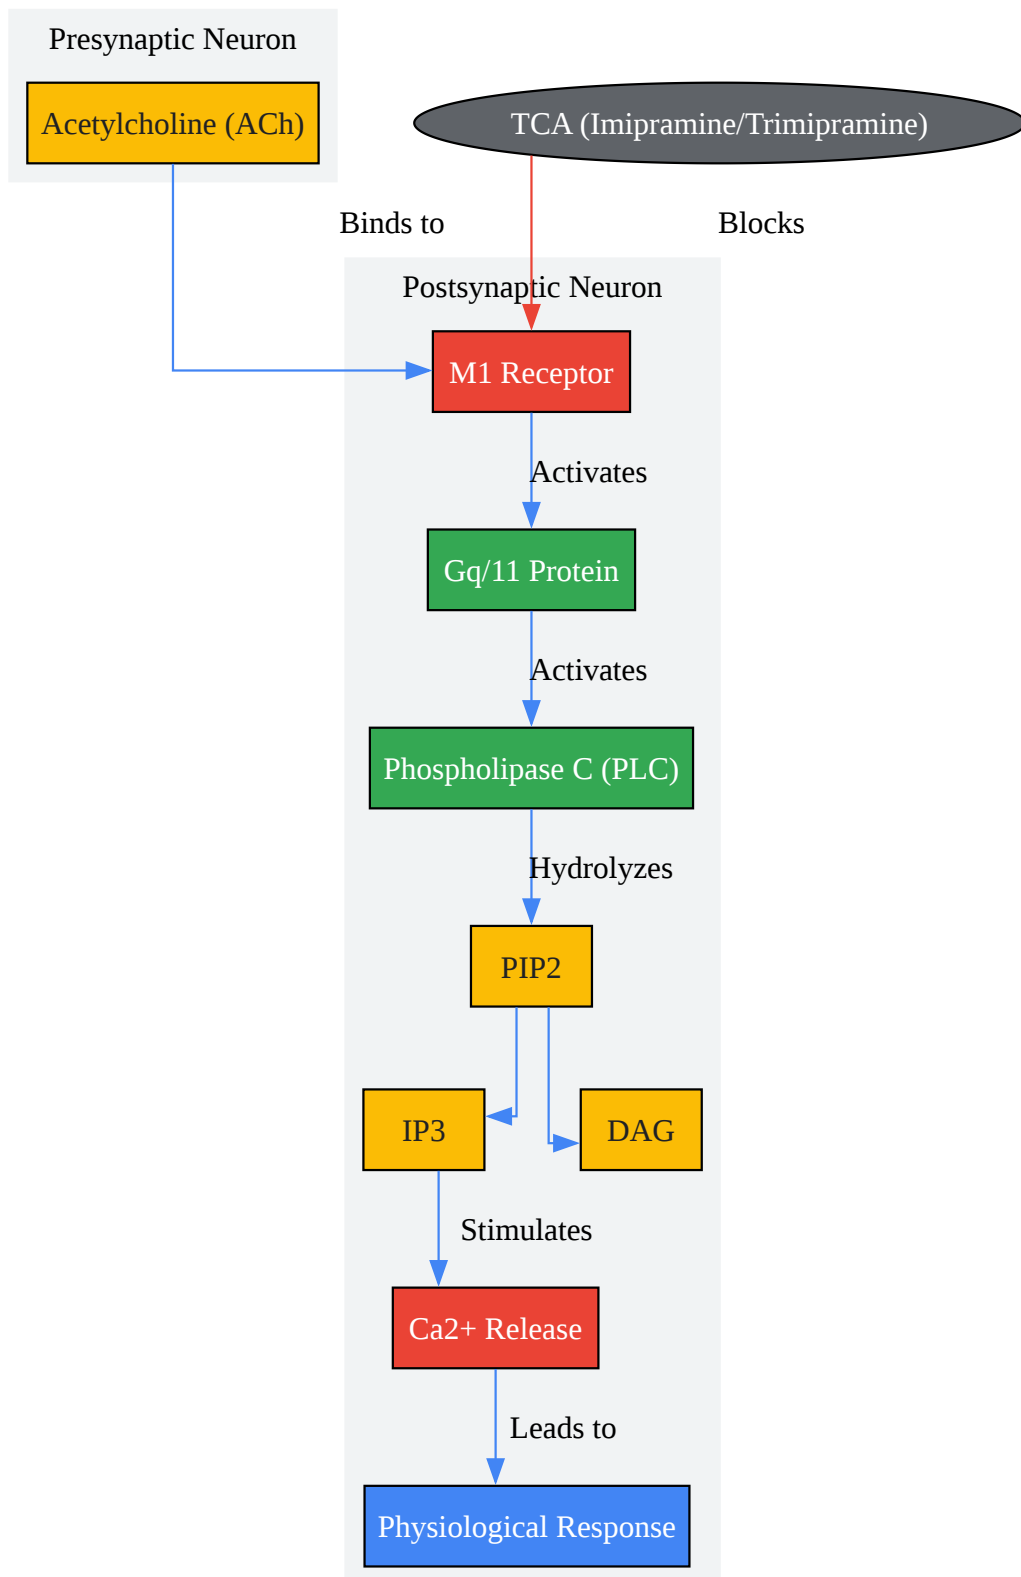 Presynaptic Neuron
Acetylcholine (ACh)
TCA (Imipramine/Trimipramine)
Binds to
Blocks
Postsynaptic Neuron
M1 Receptor
Activates
Gq/11 Protein
Activates
Phospholipase C (PLC)
Hydrolyzes
PIP2
IP3
DAG
Stimulates
Ca2+ Release
Leads to
Physiological Response